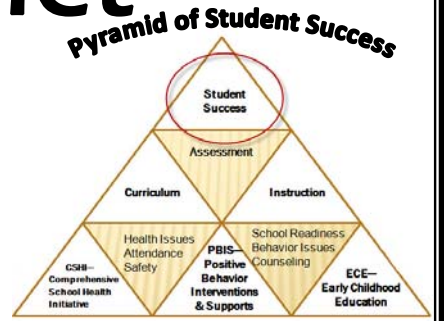 Pyramid of Student Success
Student
Success
Assessment
Curriculum
Instruction
Health Issues
Attendance
Safety
School Readiness
Behavior Issues
Counseling
CSHI—
Comprehensive
School Health
Initiative
PBIS—
Positive
Behavior
Interventions
& Supports
ECE—
Early Childhood
Education